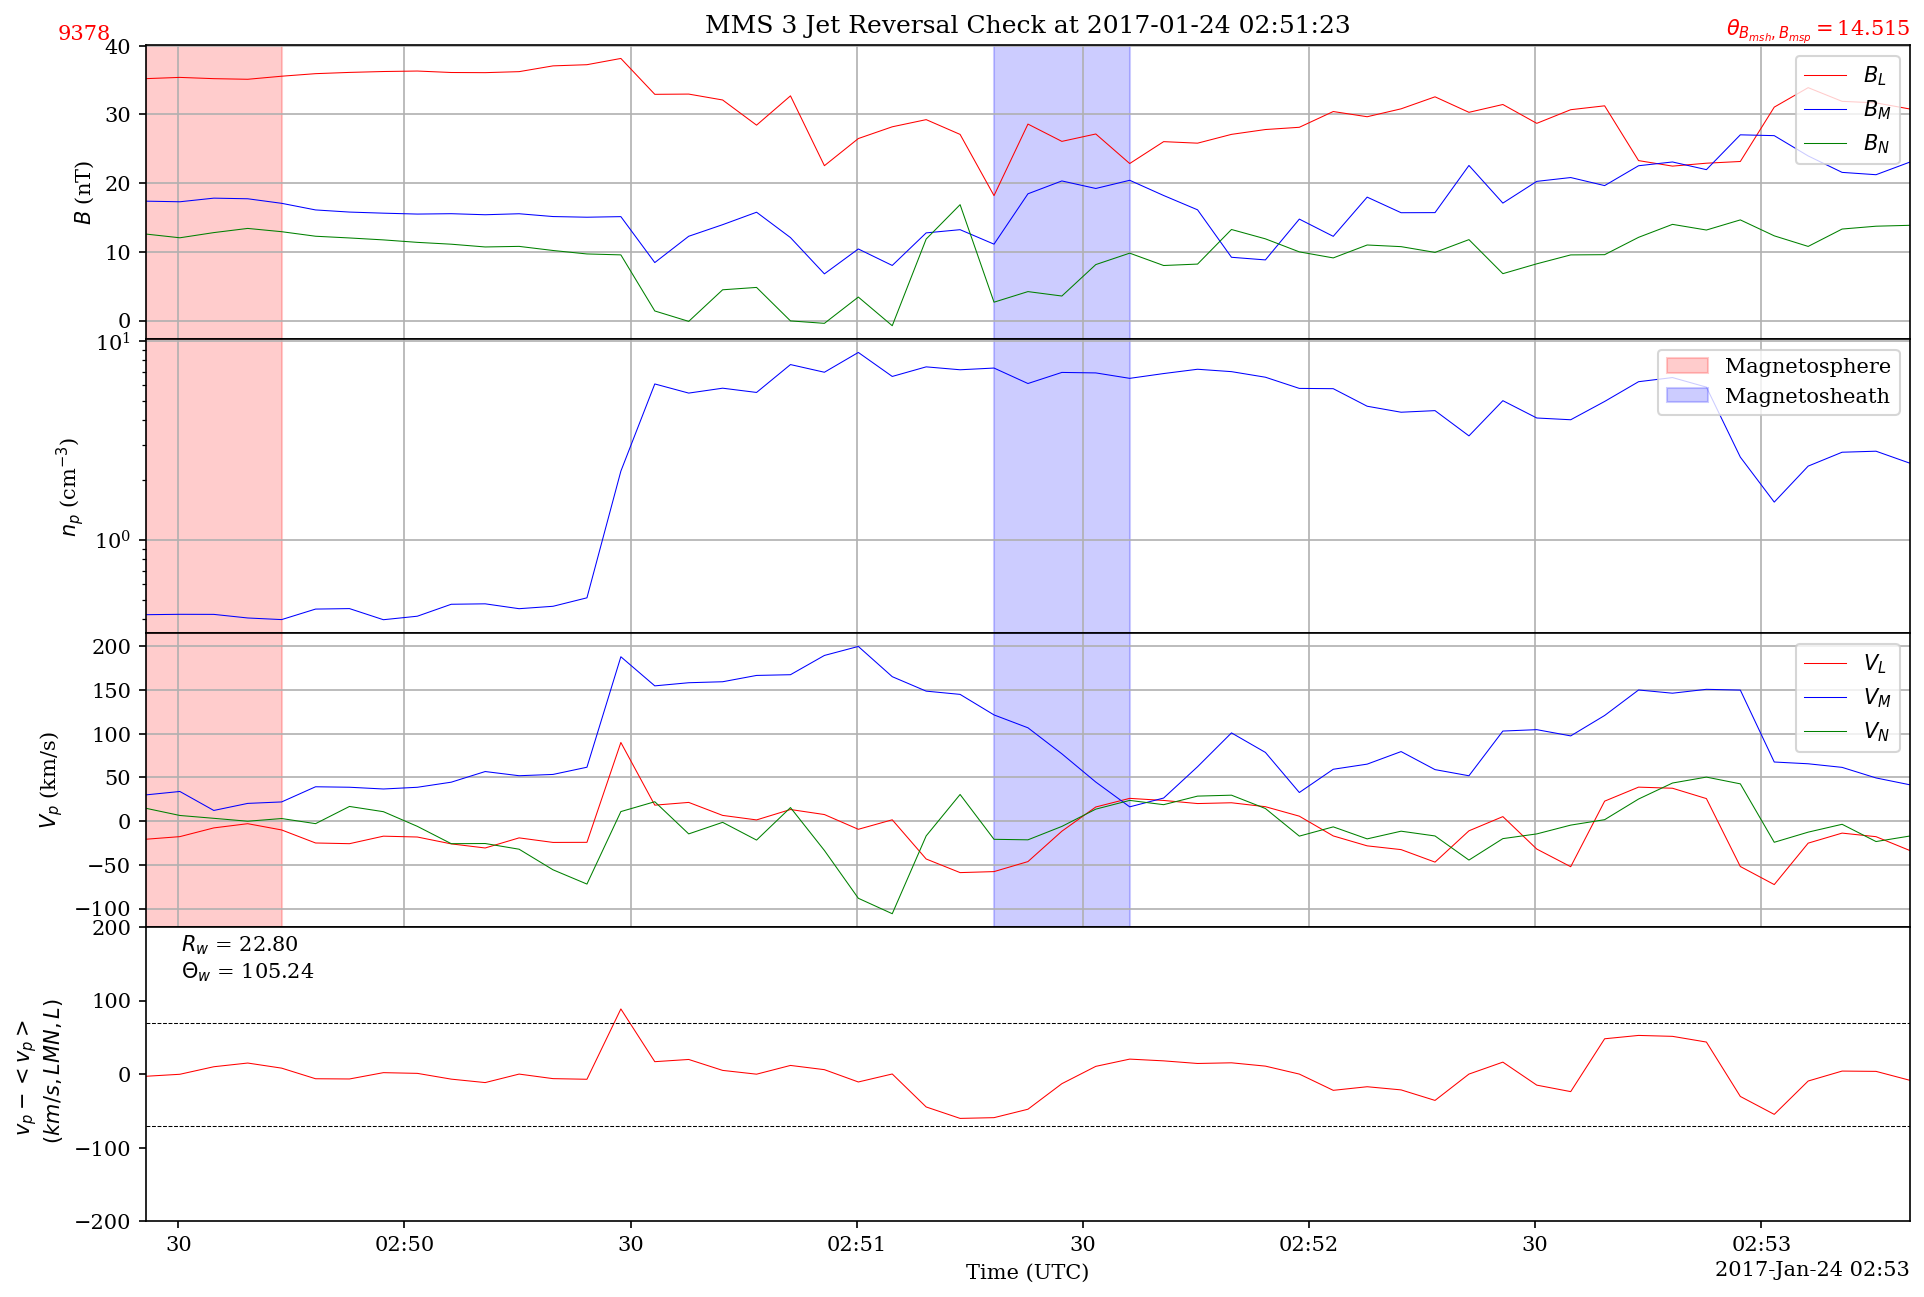 9378
MMS 3 Jet Reversal Check at 2017-01-24 02:51:23
θ_{B_{msh}, B_{msp}} = 14.515
40
30
20
10
0
B (nT)
B_L
B_M
B_N
10^1
10^0
n_p (cm^{−3})
Magnetosphere
Magnetosheath
200
150
100
50
0
−50
−100
V_p (km/s)
V_L
V_M
V_N
200
100
0
−100
−200
v_p − < v_p >
(km/s, LMN, L)
R_w = 22.80
Θ_w = 105.24
30
02:50
30
02:51
30
02:52
30
02:53
Time (UTC)
2017-Jan-24 02:53